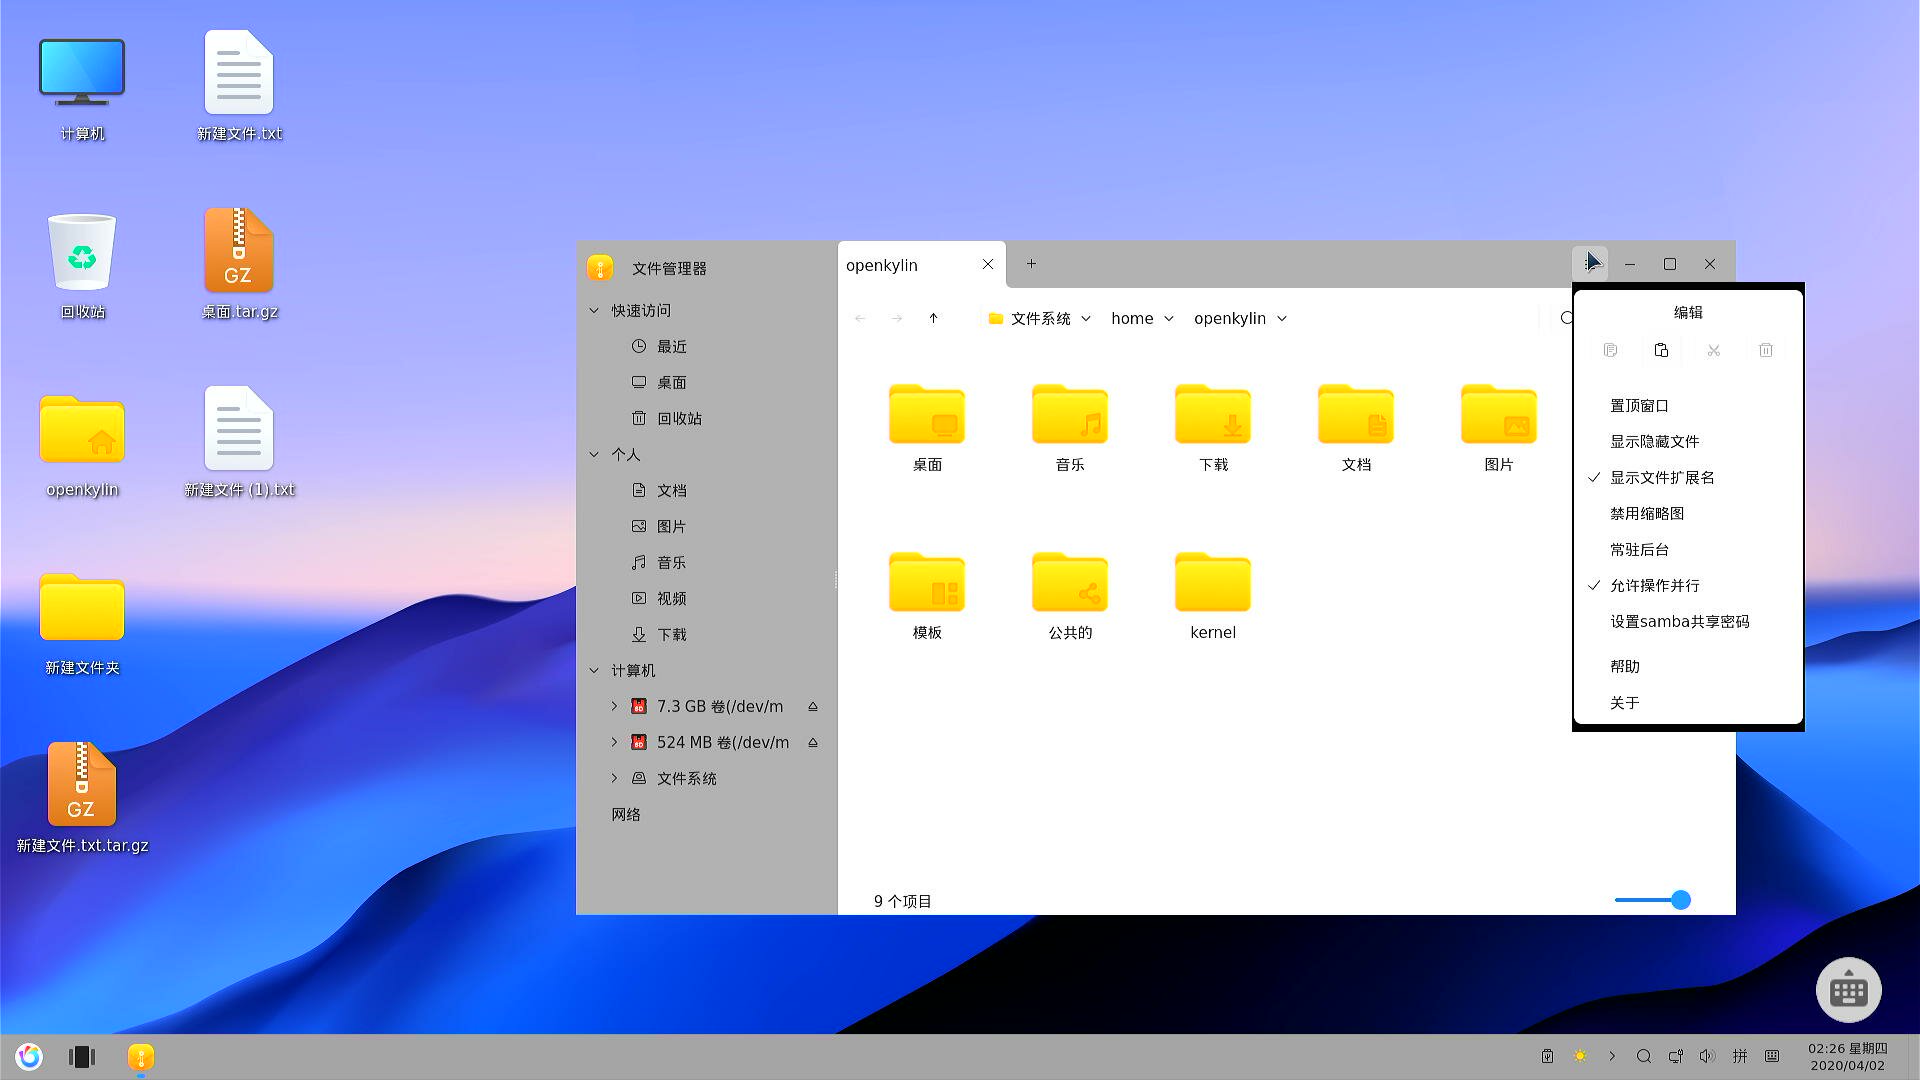 计算机
新建文件.txt
回收站
桌面.tar.gz
openkylin
新建文件 (1).txt
新建文件夹
新建文件.txt.tar.gz
GZ
GZ
文件管理器
快速访问
最近
桌面
回收站
个人
文档
图片
音乐
视频
下载
计算机
7.3 GB 卷(/dev/m
524 MB 卷(/dev/m
文件系统
网络
openkylin
文件系统 home openkylin
桌面
音乐
下载
文档
图片
模板
公共的
kernel
9 个项目
编辑
置顶窗口
显示隐藏文件
显示文件扩展名
禁用缩略图
常驻后台
允许操作并行
设置samba共享密码
帮助
关于
拼
02:26 星期四
2020/04/02